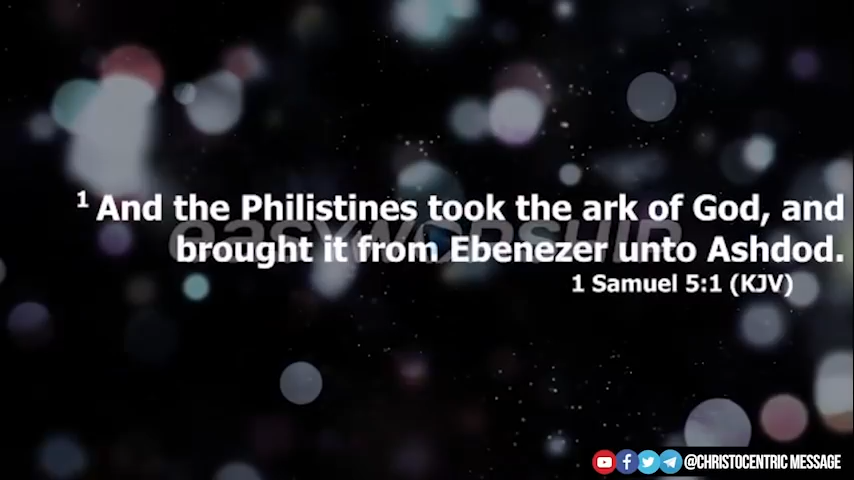 1 And the Philistines took the ark of God, and
brought it from Ebenezer unto Ashdod.
1 Samuel 5:1 (KJV)
easyworship
@CHRISTOCENTRIC MESSAGE